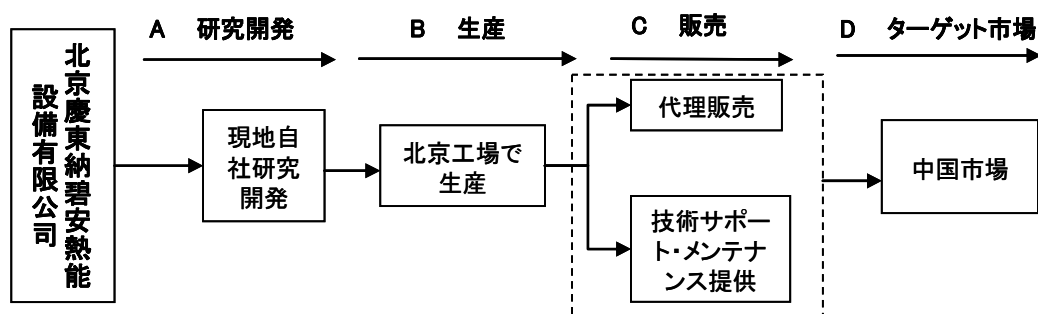 A 研究開発
B 生産
C 販売
D ターゲット市場
北京慶東納碧安熱能
設備有限公司
現地自
社研究
開発
北京工場で
生産
代理販売
技術サポー
ト・メンテナ
ンス提供
中国市場